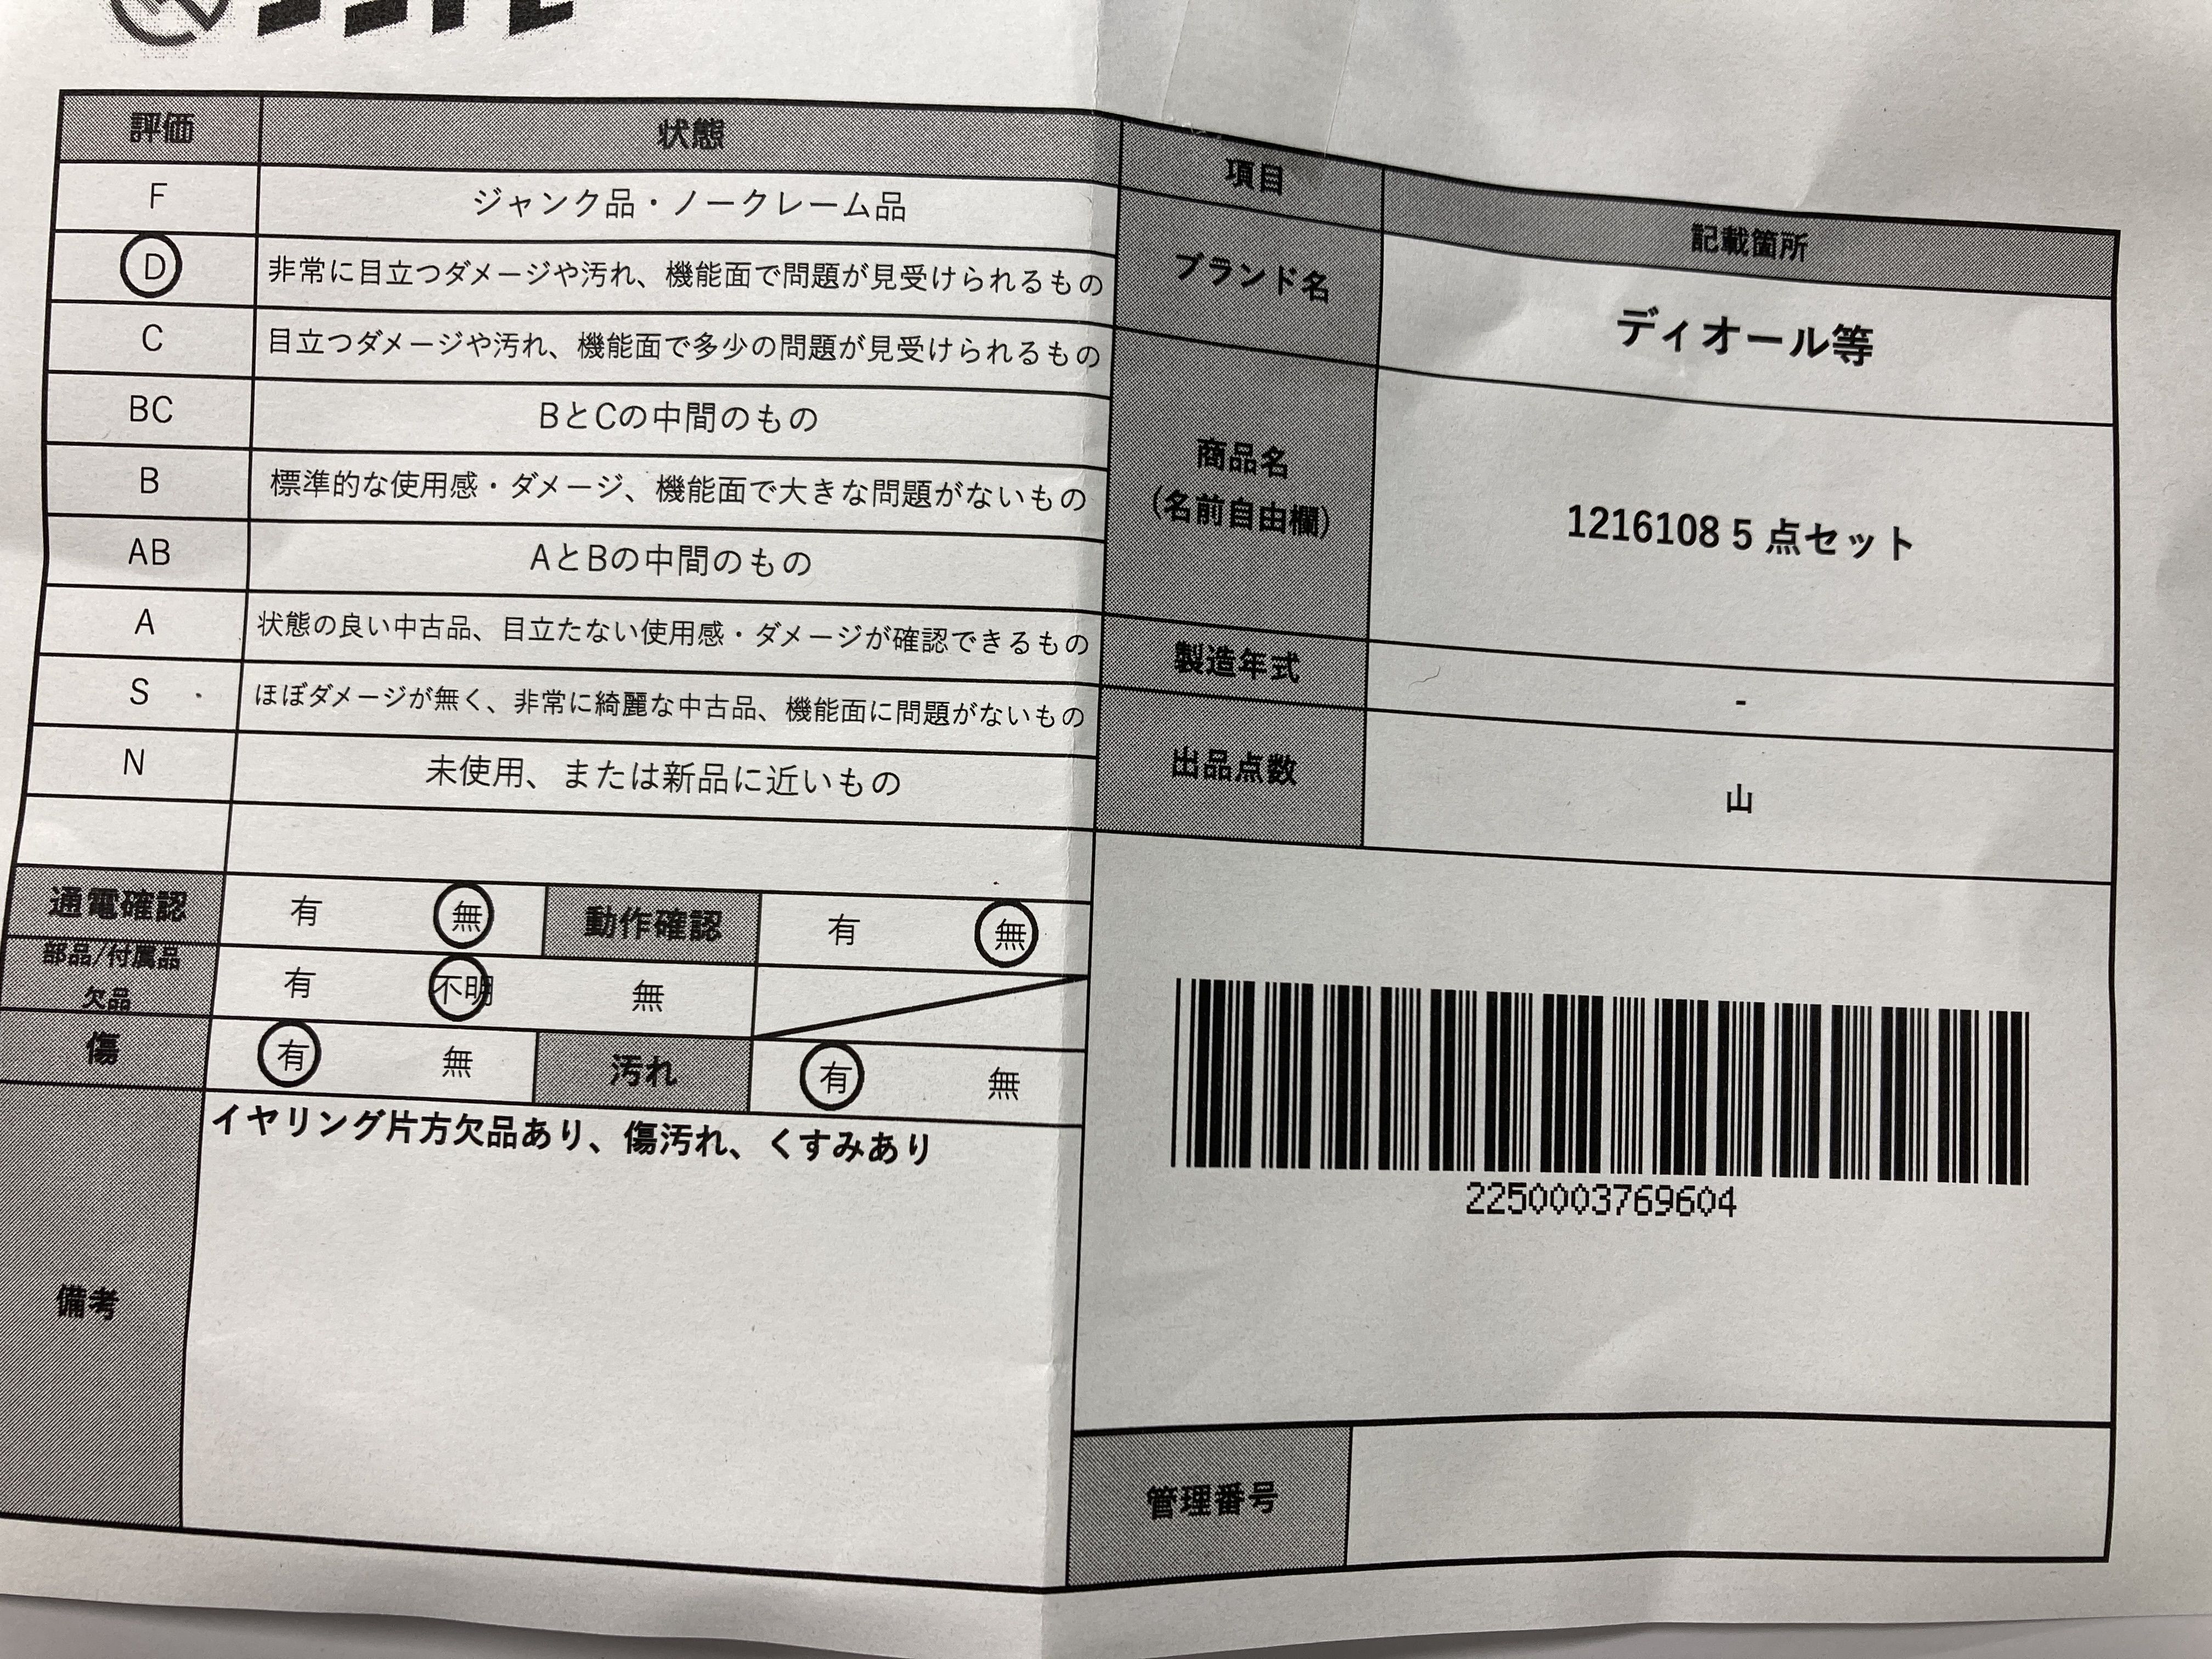 評価 状態
F ジャンク品・ノークレーム品
D 非常に目立つダメージや汚れ、機能面で問題が見受けられるもの
C 目立つダメージや汚れ、機能面で多少の問題が見受けられるもの
BC BとCの中間のもの
B 標準的な使用感・ダメージ、機能面で大きな問題がないもの
AB AとBの中間のもの
A 状態の良い中古品、目立たない使用感・ダメージが確認できるもの
S ほぼダメージが無く、非常に綺麗な中古品、機能面に問題がないもの
N 未使用、または新品に近いもの
通電確認 有 無 動作確認 有 無
部品/付属品
欠品 有 不明 無
傷 有 無 汚れ 有 無
備考 イヤリング片方欠品あり、傷汚れ、くすみあり
項目 記載箇所
ブランド名 ディオール等
商品名
(名前自由欄) 1216108 5 点セット
製造年式 -
出品点数 山
2250003769604
管理番号